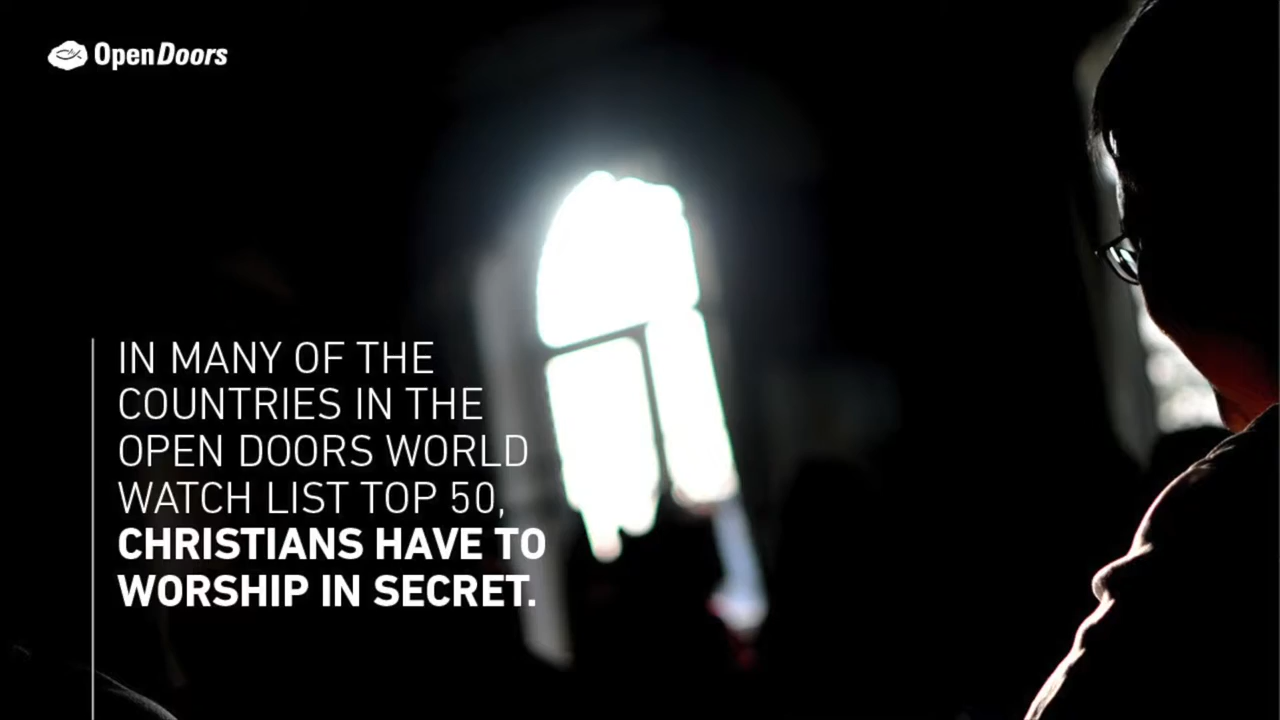 Open Doors
IN MANY OF THE
COUNTRIES IN THE
OPEN DOORS WORLD
WATCH LIST TOP 50,
CHRISTIANS HAVE TO
WORSHIP IN SECRET.